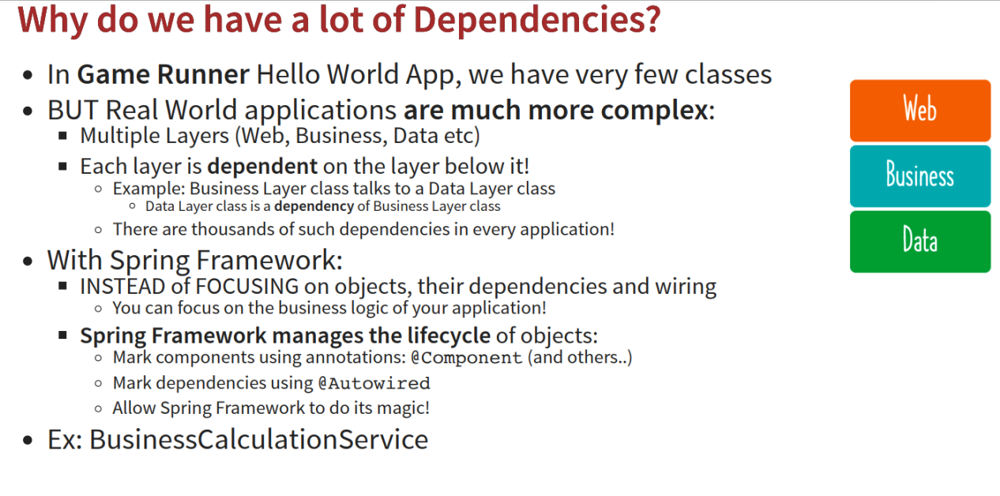 Why do we have a lot of Dependencies?
In Game Runner Hello World App, we have very few classes
BUT Real World applications are much more complex:
Multiple Layers (Web, Business, Data etc)
Each layer is dependent on the layer below it!
Example: Business Layer class talks to a Data Layer class
Data Layer class is a dependency of Business Layer class
There are thousands of such dependencies in every application!
With Spring Framework:
INSTEAD of FOCUSING on objects, their dependencies and wiring
You can focus on the business logic of your application!
Spring Framework manages the lifecycle of objects:
Mark components using annotations: @Component (and others..)
Mark dependencies using @Autowired
Allow Spring Framework to do its magic!
Ex: BusinessCalculationService
Web
Business
Data